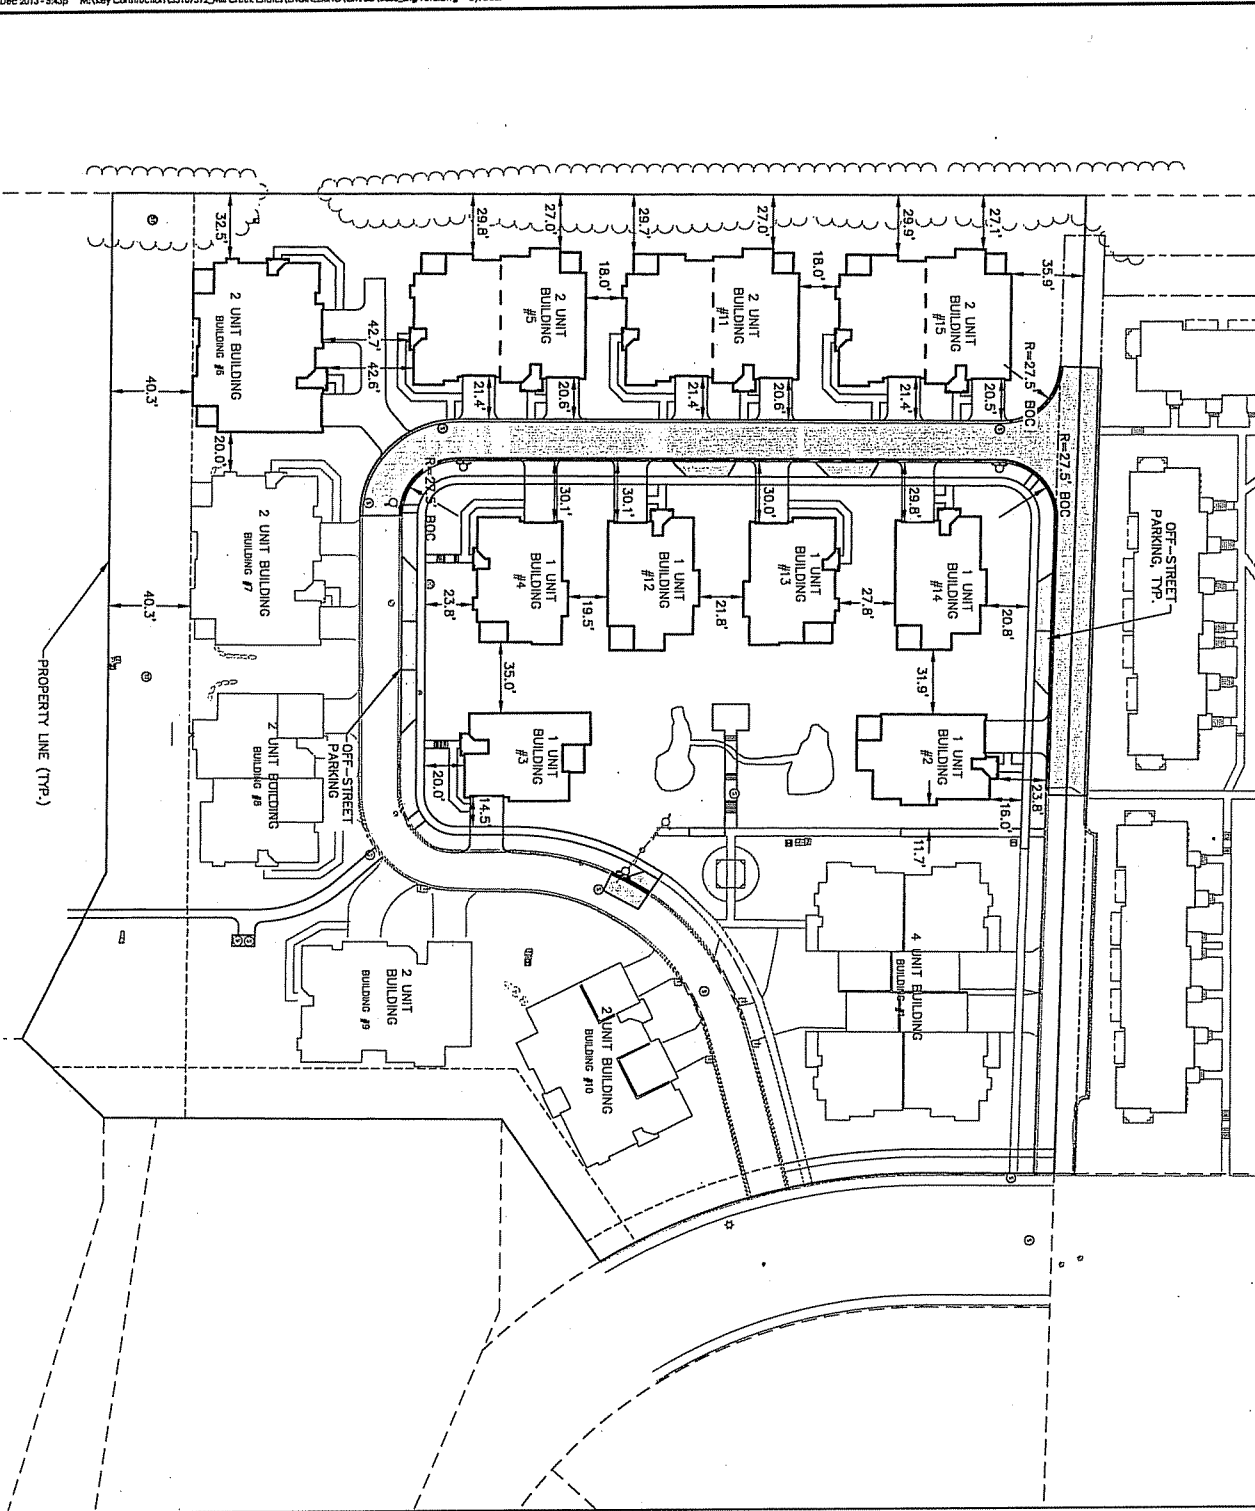 32.5'
29.8'
27.0'
29.7'
27.0'
29.9'
27.1'
35.9'
18.0'
18.0'
2 UNIT BUILDING
BUILDING #6
2 UNIT
BUILDING
#5
2 UNIT
BUILDING
#11
2 UNIT
BUILDING
#15
42.7'
42.6'
R=27.5' BOC
40.3'
21.4'
20.6'
21.4'
20.6'
21.4'
20.5'
20.0'
R=27.5' BOC
R=27.5' BOC
30.1'
30.1'
30.0'
29.8'
OFF-STREET
PARKING, TYP.
2 UNIT BUILDING
BUILDING #7
1 UNIT
BUILDING
#4
1 UNIT
BUILDING
#12
1 UNIT
BUILDING
#13
1 UNIT
BUILDING
#14
40.3'
23.8'
19.5'
21.8'
27.8'
20.8'
35.0'
31.9'
PROPERTY LINE (TYP.)
2 UNIT BUILDING
BUILDING #8
OFF-STREET
PARKING
1 UNIT
BUILDING
#3
1 UNIT
BUILDING
#2
20.0'
14.5'
23.8'
16.0'
11.7'
2 UNIT
BUILDING
BUILDING #9
2 UNIT BUILDING
BUILDING #10
4 UNIT BUILDING
BUILDING #1